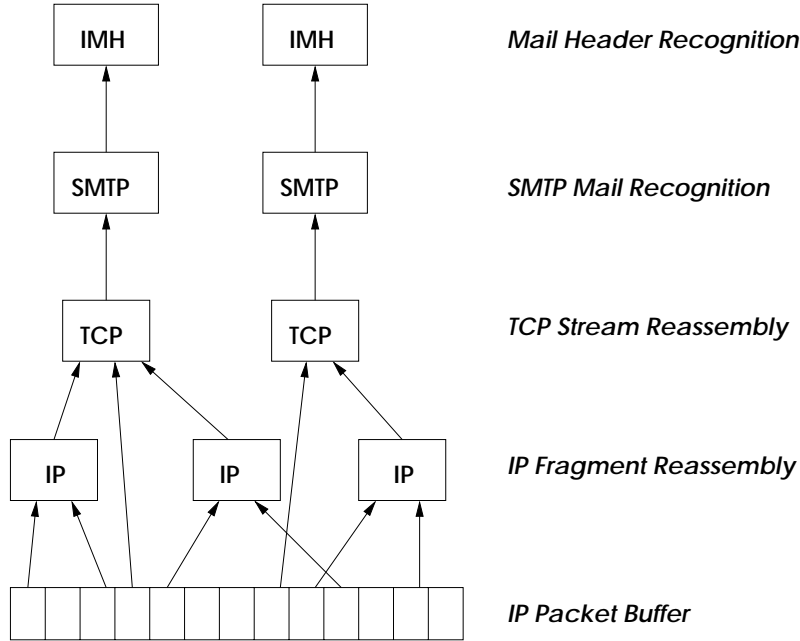 IMH IMH Mail Header Recognition
SMTP SMTP SMTP Mail Recognition
TCP TCP TCP Stream Reassembly
IP IP IP IP Fragment Reassembly
IP Packet Buffer